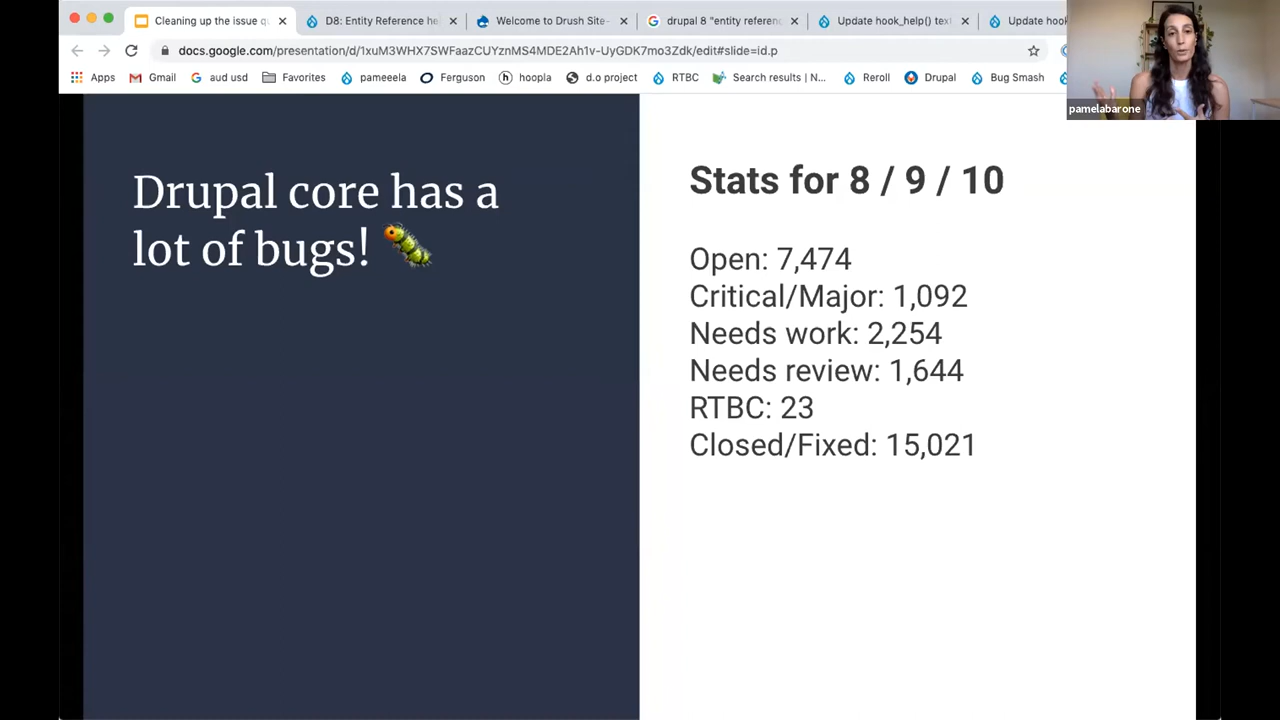 Cleaning up the issue q
D8: Entity Reference he
Welcome to Drush Site-
drupal 8 "entity referen
Update hook_help() tex
Update hook
docs.google.com/presentation/d/1xuM3WHX7SWFaazCUYznMS4MDE2Ah1v-UyGDK7mo3Zdk/edit#slide=id.p
Apps
Gmail
aud usd
Favorites
pameeela
Ferguson
hoopla
d.o project
RTBC
Search results | N...
Reroll
Drupal
Bug Smash
pamelabarone
Drupal core has a
lot of bugs! 🐛
Stats for 8 / 9 / 10
Open: 7,474
Critical/Major: 1,092
Needs work: 2,254
Needs review: 1,644
RTBC: 23
Closed/Fixed: 15,021